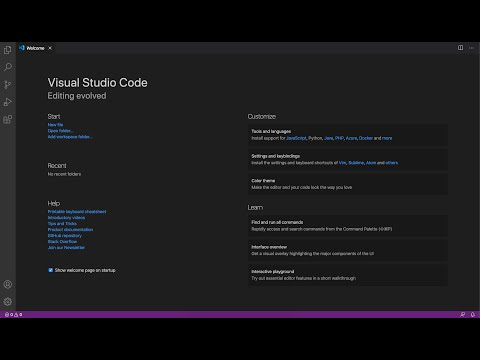 Welcome
Visual Studio Code
Editing evolved
Start
New file
Open folder...
Add workspace folder...
Recent
No recent folders
Help
Printable keyboard cheatsheet
Introductory videos
Tips and Tricks
Product documentation
GitHub repository
Stack Overflow
Join our Newsletter
Show welcome page on startup
Customize
Tools and languages
Install support for JavaScript, Python, Java, PHP, Azure, Docker and more
Settings and keybindings
Install the settings and keyboard shortcuts of Vim, Sublime, Atom and others
Color theme
Make the editor and your code look the way you love
Learn
Find and run all commands
Rapidly access and search commands from the Command Palette (⇧⌘P)
Interface overview
Get a visual overlay highlighting the major components of the UI
Interactive playground
Try out essential editor features in a short walkthrough
0 0